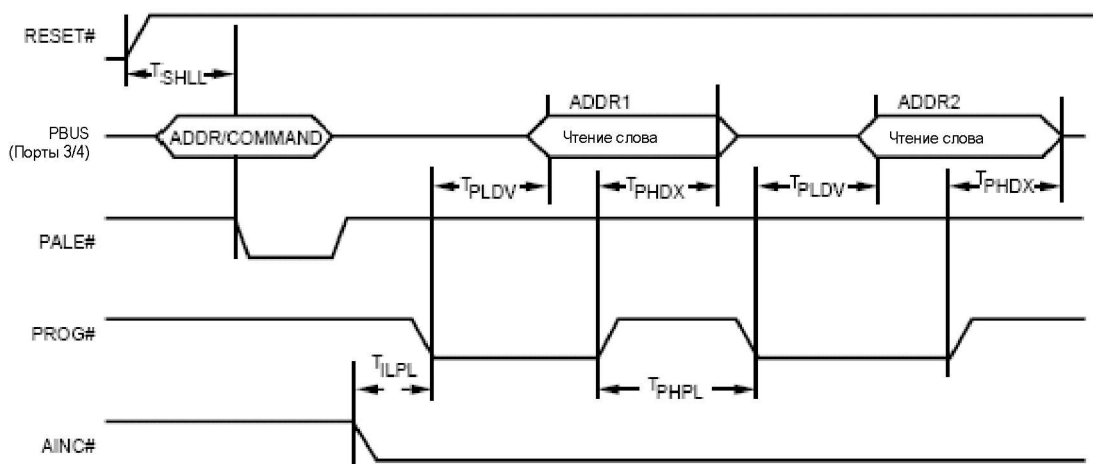 RESET#
TSHLL
PBUS
(Порты 3/4)
ADDR/COMMAND
ADDR1
Чтение слова
ADDR2
Чтение слова
TPLDV
TPHDX
TPLDV
TPHDX
PALE#
PROG#
TILPL
TPHPL
AINC#